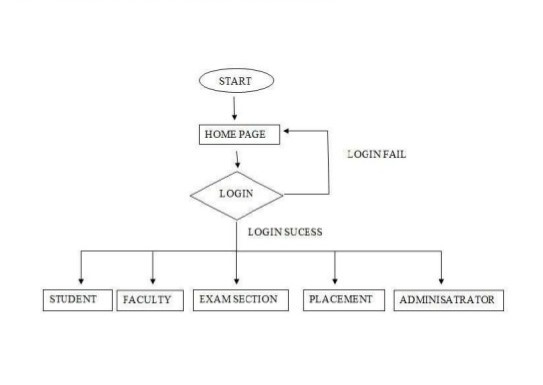 START
HOME PAGE
LOGIN FAIL
LOGIN
LOGIN SUCESS
STUDENT
FACULTY
EXAM SECTION
PLACEMENT
ADMINISATRATOR